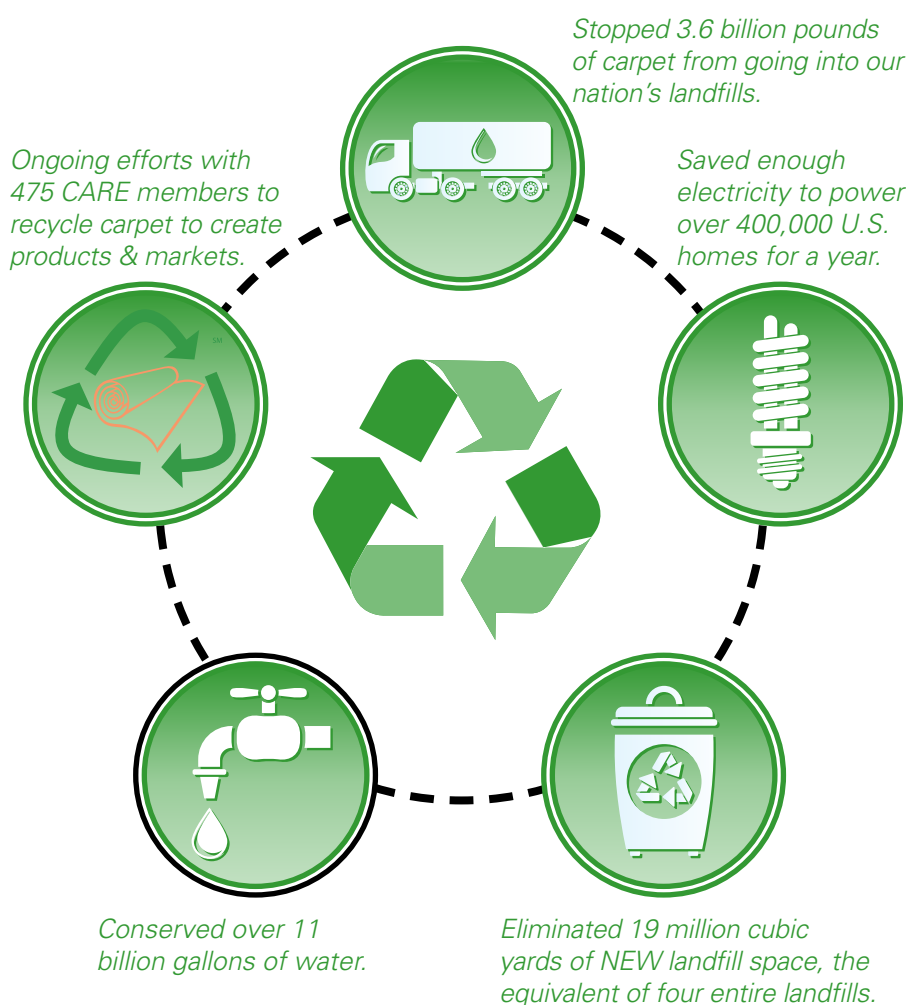 Stopped 3.6 billion pounds
of carpet from going into our
nation’s landfills.
Ongoing efforts with
475 CARE members to
recycle carpet to create
products & markets.
Saved enough
electricity to power
over 400,000 U.S.
homes for a year.
SM
Conserved over 11
billion gallons of water.
Eliminated 19 million cubic
yards of NEW landfill space, the
equivalent of four entire landfills.